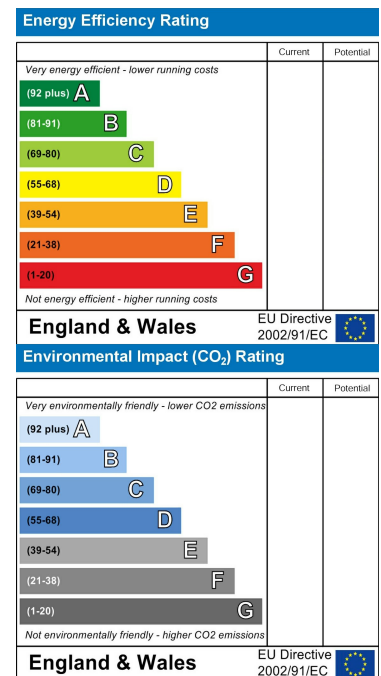 Energy Efficiency Rating
Current Potential
Very energy efficient - lower running costs
(92 plus) A
(81-91) B
(69-80) C
(55-68) D
(39-54) E
(21-38) F
(1-20) G
Not energy efficient - higher running costs
England & Wales
EU Directive
2002/91/EC
Environmental Impact (CO₂) Rating
Current Potential
Very environmentally friendly - lower CO2 emissions
(92 plus) A
(81-91) B
(69-80) C
(55-68) D
(39-54) E
(21-38) F
(1-20) G
Not environmentally friendly - higher CO2 emissions
England & Wales
EU Directive
2002/91/EC